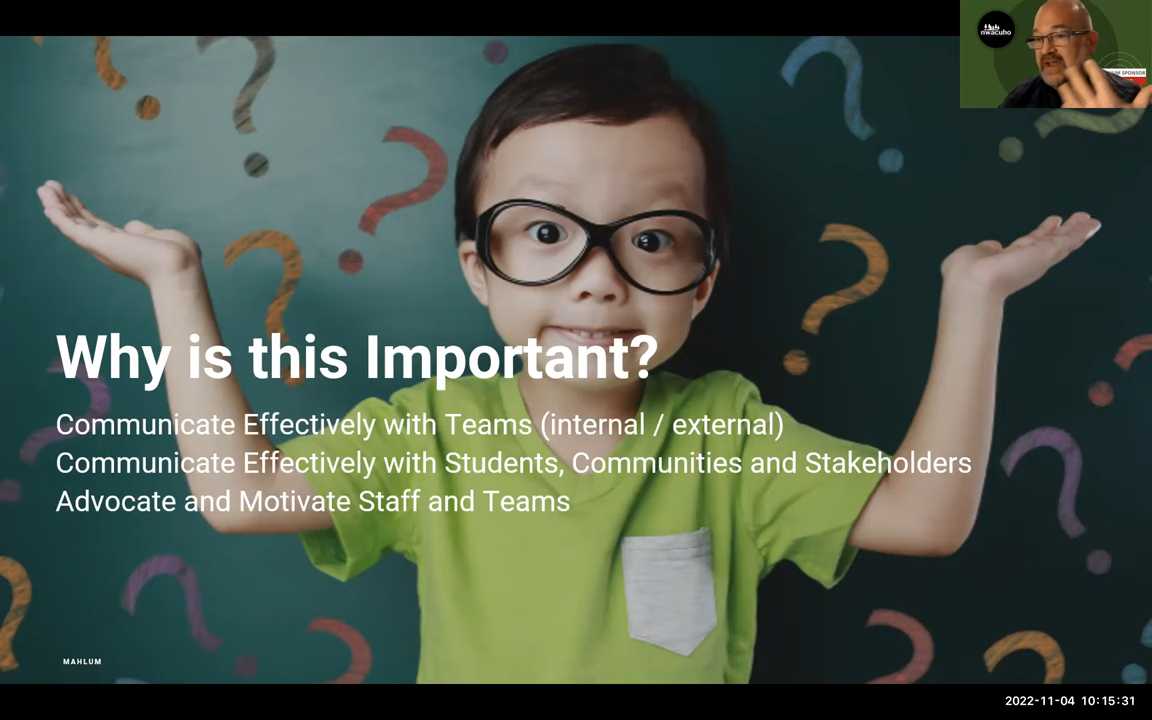 nwacuho
SPONSOR
Why is this Important?
Communicate Effectively with Teams (internal / external)
Communicate Effectively with Students, Communities and Stakeholders
Advocate and Motivate Staff and Teams
MAHLUM
2022-11-04 10:15:31